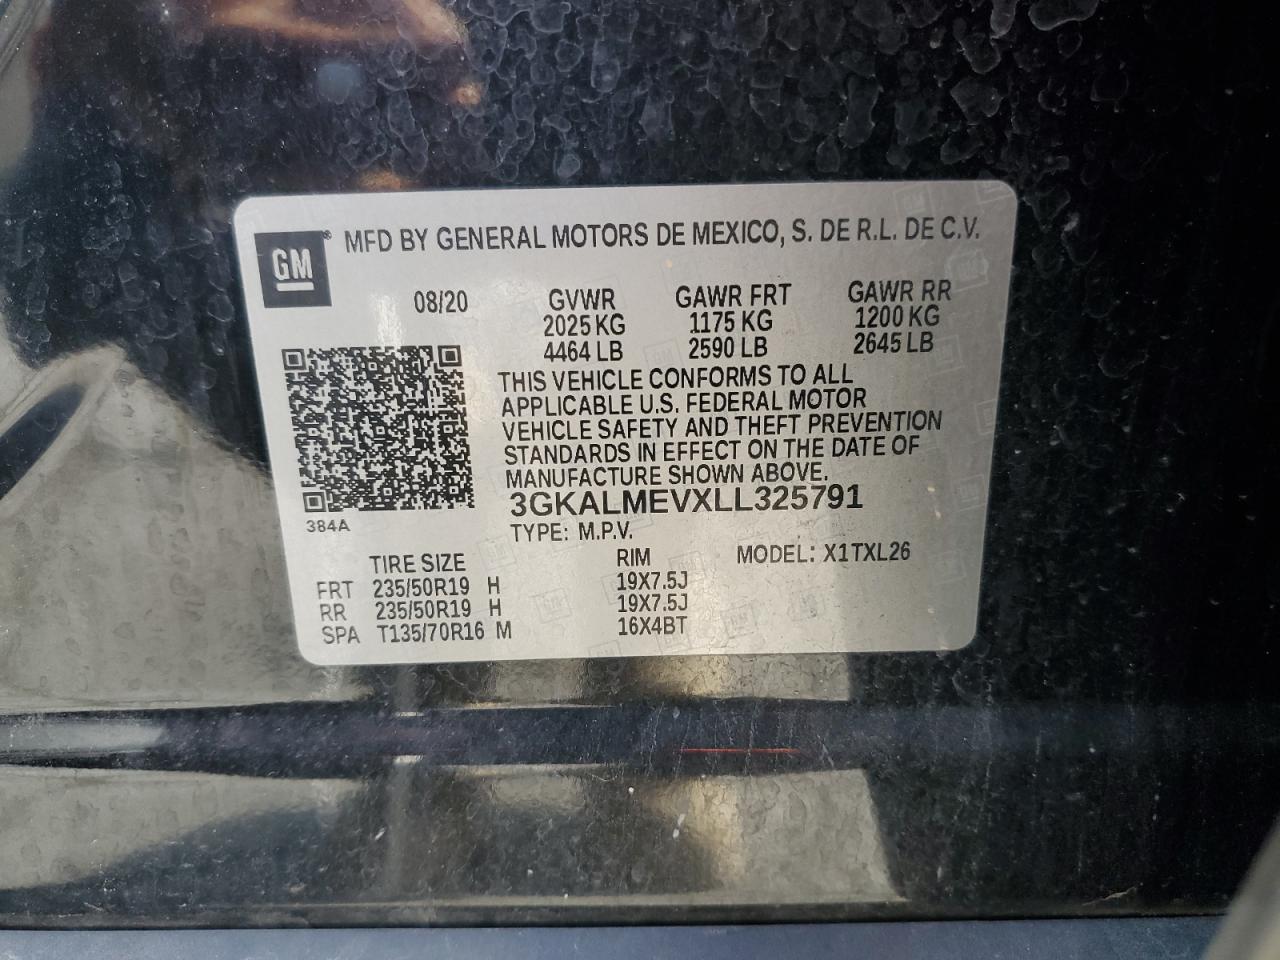 GM ® MFD BY GENERAL MOTORS DE MEXICO, S. DE R.L. DE C.V.
08/20 GVWR GAWR FRT GAWR RR
2025 KG 1175 KG 1200 KG
4464 LB 2590 LB 2645 LB
THIS VEHICLE CONFORMS TO ALL
APPLICABLE U.S. FEDERAL MOTOR
VEHICLE SAFETY AND THEFT PREVENTION
STANDARDS IN EFFECT ON THE DATE OF
MANUFACTURE SHOWN ABOVE.
3GKALMEVXLL325791
384A
TYPE: M.P.V.
TIRE SIZE RIM MODEL: X1TXL26
FRT 235/50R19 H 19X7.5J
RR 235/50R19 H 19X7.5J
SPA T135/70R16 M 16X4BT